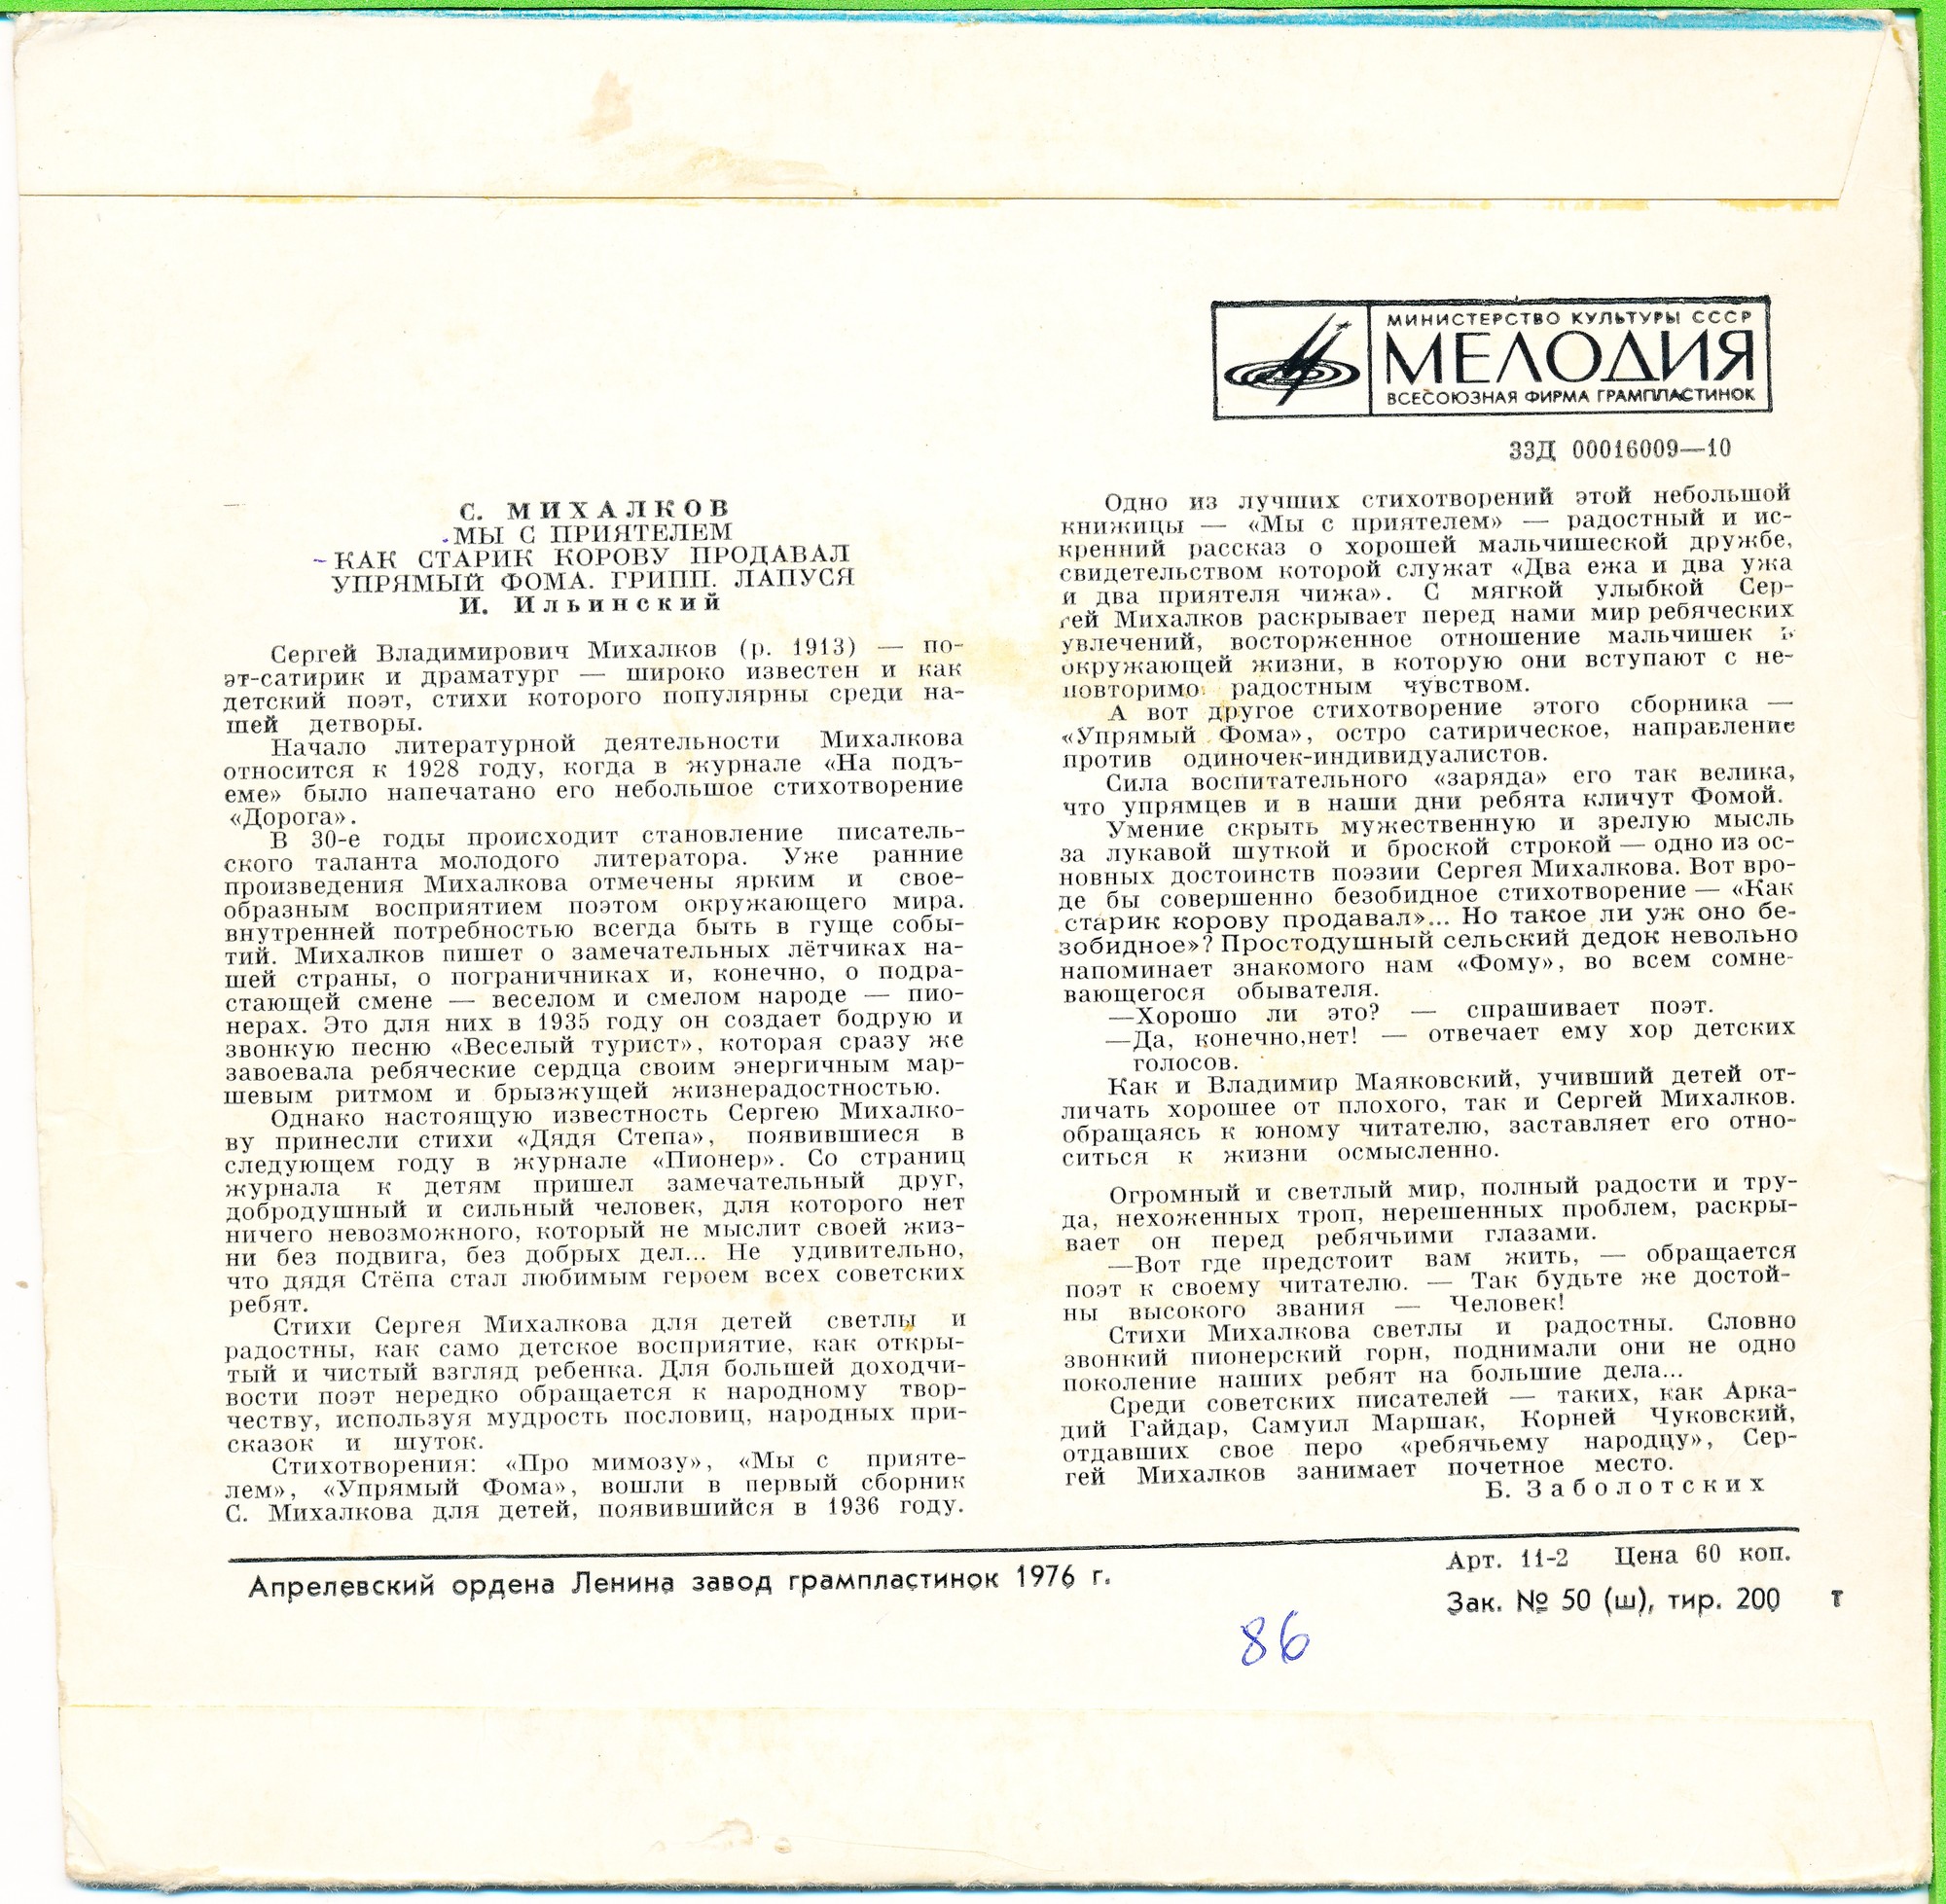 МИНИСТЕРСТВО КУЛЬТУРЫ СССР
МЕЛОДИЯ
ВСЕСОЮЗНАЯ ФИРМА ГРАМПЛАСТИНОК
33Д 00016009—10
С. МИХАЛКОВ
МЫ С ПРИЯТЕЛЕМ
КАК СТАРИК КОРОВУ ПРОДАВАЛ
УПРЯМЫЙ ФОМА. ГРИПП. ЛАПУСЯ
И. Ильинский
Сергей Владимирович Михалков (р. 1913) — по-
эт-сатирик и драматург — широко известен и как
детский поэт, стихи которого популярны среди на-
шей детворы.
Начало литературной деятельности Михалкова
относится к 1928 году, когда в журнале «На подъ-
еме» было напечатано его небольшое стихотворение
«Дорога».
В 30-е годы происходит становление писатель-
ского таланта молодого литератора. Уже ранние
произведения Михалкова отмечены ярким и свое-
образным восприятием поэтом окружающего мира.
внутренней потребностью всегда быть в гуще собы-
тий. Михалков пишет о замечательных лётчиках на-
шей страны, о пограничниках и, конечно, о подра-
стающей смене — веселом и смелом народе — пио-
нерах. Это для них в 1935 году он создает бодрую и
звонкую песню «Веселый турист», которая сразу же
завоевала ребяческие сердца своим энергичным мар-
шевым ритмом и брызжущей жизнерадостностью.
Однако настоящую известность Сергею Михалко-
ву принесли стихи «Дядя Степа», появившиеся в
следующем году в журнале «Пионер». Со страниц
журнала к детям пришел замечательный друг,
добродушный и сильный человек, для которого нет
ничего невозможного, который не мыслит своей жиз-
ни без подвига, без добрых дел... Не удивительно,
что дядя Стёпа стал любимым героем всех советских
ребят.
Стихи Сергея Михалкова для детей светлы и
радостны, как само детское восприятие, как откры-
тый и чистый взгляд ребенка. Для большей доходчи-
вости поэт нередко обращается к народному твор-
честву, используя мудрость пословиц, народных при-
сказок и шуток.
Стихотворения: «Про мимозу», «Мы с прияте-
лем», «Упрямый Фома», вошли в первый сборник
С. Михалкова для детей, появившийся в 1936 году.
Одно из лучших стихотворений этой небольшой
книжицы — «Мы с приятелем» — радостный и ис-
кренний рассказ о хорошей мальчишеской дружбе,
свидетельством которой служат «Два ежа и два ужа
и два приятеля чижа». С мягкой улыбкой Сер-
гей Михалков раскрывает перед нами мир ребяческих
увлечений, восторженное отношение мальчишек
окружающей жизни, в которую они вступают с не-
повторимо радостным чувством.
А вот другое стихотворение этого сборника —
«Упрямый Фома», остро сатирическое, направление
против одиночек-индивидуалистов.
Сила воспитательного «заряда» его так велика,
что упрямцев и в наши дни ребята кличут Фомой.
Умение скрыть мужественную и зрелую мысль
за лукавой шуткой и броской строкой — одно из ос-
новных достоинств поэзии Сергея Михалкова. Вот вро-
де бы совершенно безобидное стихотворение — «Как
старик корову продавал»... Но такое ли уж оно бе-
зобидное»? Простодушный сельский дедок невольно
напоминает знакомого нам «Фому», во всем сомне-
вающегося обывателя.
—Хорошо ли это? — спрашивает поэт.
—Да, конечно,нет! — отвечает ему хор детских
голосов.
Как и Владимир Маяковский, учивший детей от-
личать хорошее от плохого, так и Сергей Михалков.
обращаясь к юному читателю, заставляет его отно-
ситься к жизни осмысленно.
Огромный и светлый мир, полный радости и тру-
да, нехоженных троп, нерешенных проблем, раскры-
вает он перед ребячьими глазами.
—Вот где предстоит вам жить, — обращается
поэт к своему читателю. — Так будьте же достой-
ны высокого звания — Человек!
Стихи Михалкова светлы и радостны. Словно
звонкий пионерский горн, поднимали они не одно
поколение наших ребят на большие дела...
Среди советских писателей — таких, как Арка-
дий Гайдар, Самуил Маршак, Корней Чуковский,
отдавших свое перо «ребячьему народцу», Сер-
гей Михалков занимает почетное место.
Б. Заболотских
Апрелевский ордена Ленина завод грампластинок 1976 г.
Арт. 11-2 Цена 60 коп.
Зак. № 50 (ш), тир. 200 т
86